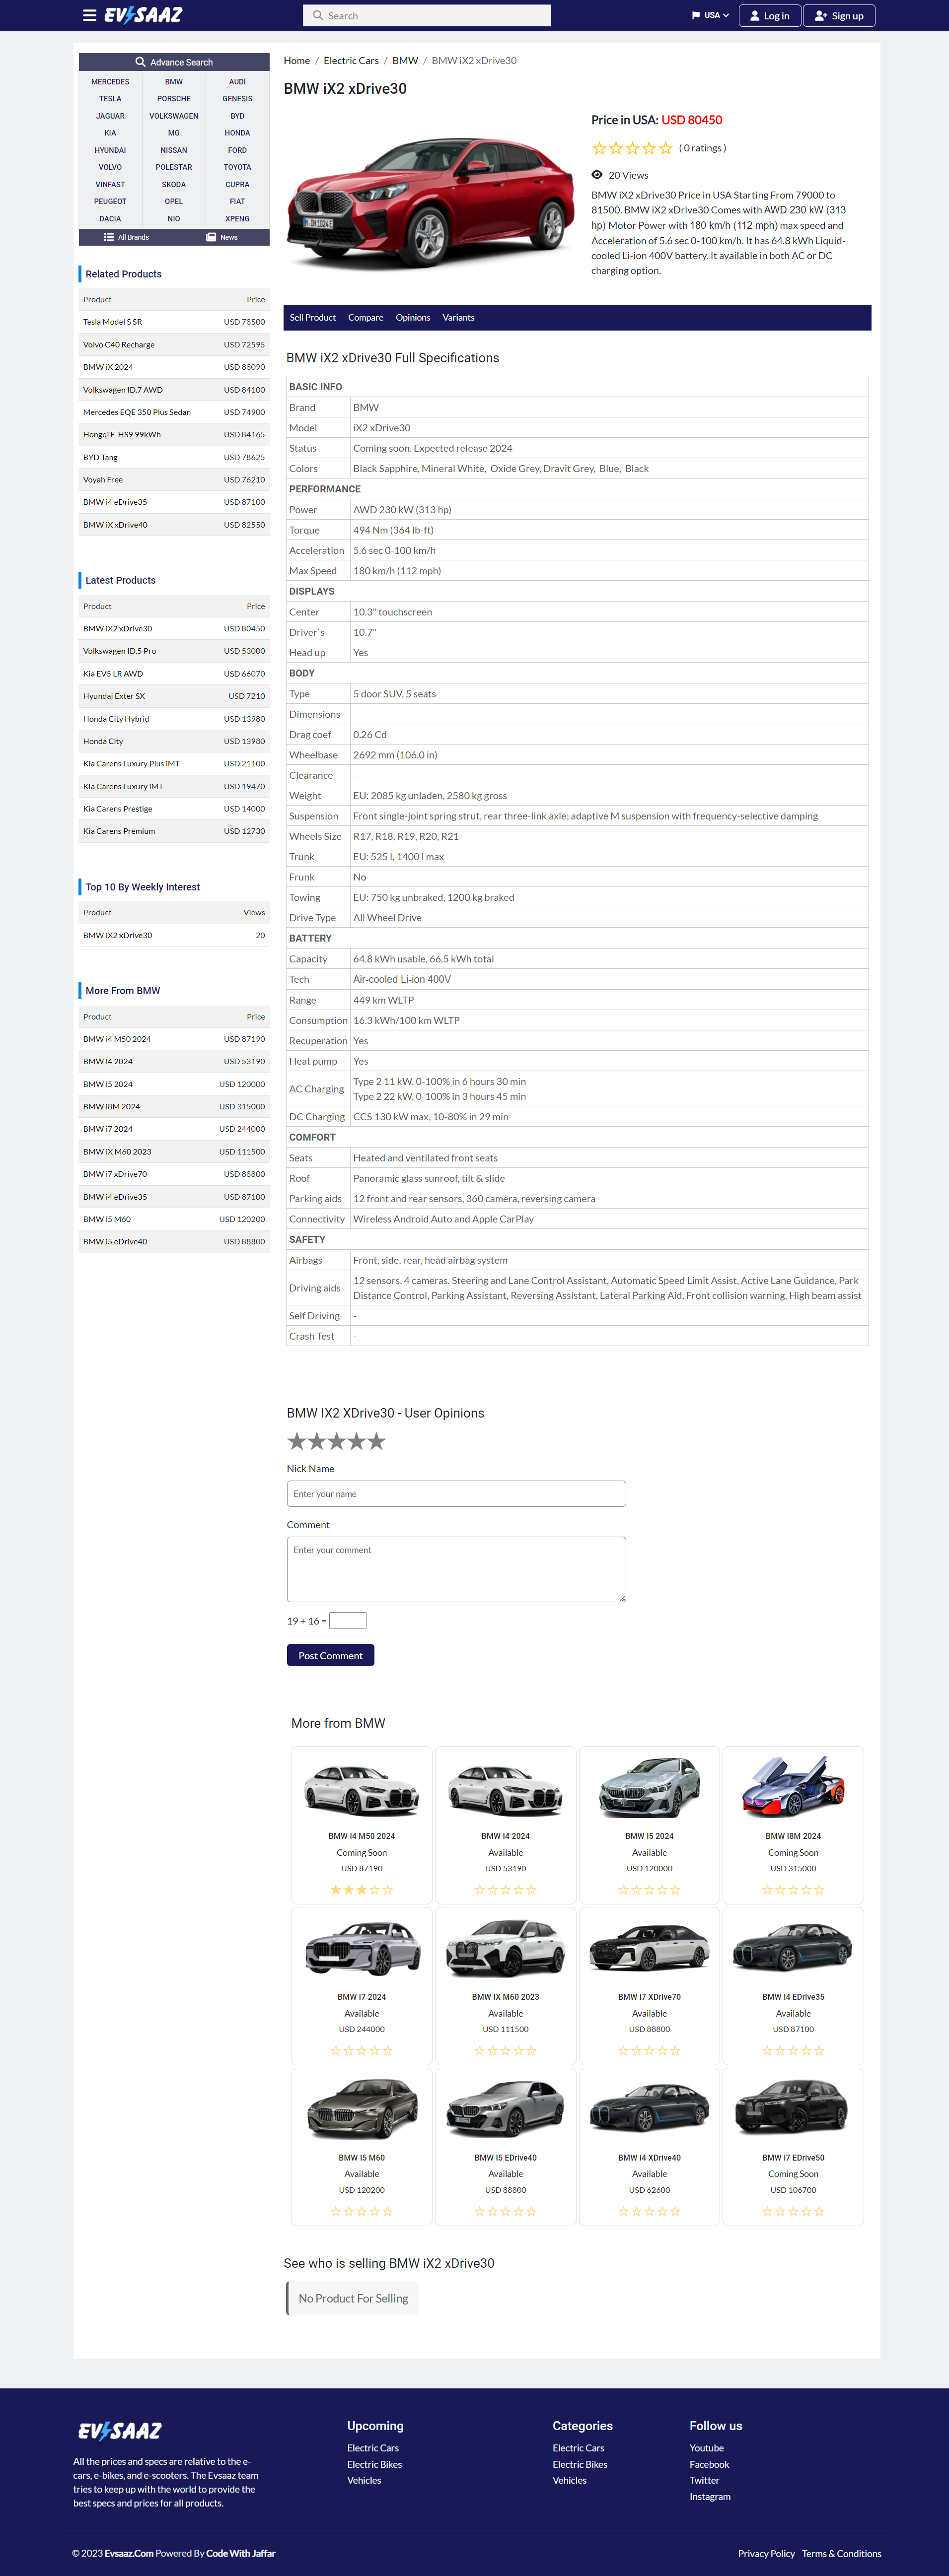 EVSAAZ
Search
USA
Log in
Sign up
Advance Search
MERCEDES BMW AUDI
TESLA PORSCHE GENESIS
JAGUAR VOLKSWAGEN BYD
KIA MG HONDA
HYUNDAI NISSAN FORD
VOLVO POLESTAR TOYOTA
VINFAST SKODA CUPRA
PEUGEOT OPEL FIAT
DACIA NIO XPENG
All Brands News
Related Products
Product Price
Tesla Model S SR USD 78500
Volvo C40 Recharge USD 72595
BMW iX 2024 USD 88090
Volkswagen ID.7 AWD USD 84100
Mercedes EQE 350 Plus Sedan USD 74900
Hongqi E-HS9 99kWh USD 84165
BYD Tang USD 78625
Voyah Free USD 76210
BMW i4 eDrive35 USD 87100
BMW iX xDrive40 USD 82550
Latest Products
Product Price
BMW iX2 xDrive30 USD 80450
Volkswagen ID.5 Pro USD 53000
Kia EV5 LR AWD USD 66070
Hyundai Exter SX USD 7210
Honda City Hybrid USD 13980
Honda City USD 13980
Kia Carens Luxury Plus iMT USD 21100
Kia Carens Luxury iMT USD 19470
Kia Carens Prestige USD 14000
Kia Carens Premium USD 12730
Top 10 By Weekly Interest
Product Views
BMW iX2 xDrive30 20
More From BMW
Product Price
BMW i4 M50 2024 USD 87190
BMW i4 2024 USD 53190
BMW i5 2024 USD 120000
BMW I8M 2024 USD 315000
BMW i7 2024 USD 244000
BMW IX M60 2023 USD 111500
BMW i7 xDrive70 USD 88800
BMW i4 eDrive35 USD 87100
BMW i5 M60 USD 120200
BMW i5 eDrive40 USD 88800
Home / Electric Cars / BMW / BMW iX2 xDrive30
BMW iX2 xDrive30
Price in USA: USD 80450
( 0 ratings )
20 Views
BMW iX2 xDrive30 Price in USA Starting From 79000 to
81500. BMW iX2 xDrive30 Comes with AWD 230 kW (313
hp) Motor Power with 180 km/h (112 mph) max speed and
Acceleration of 5.6 sec 0-100 km/h. It has 64.8 kWh Liquid-
cooled Li-ion 400V battery. It available in both AC or DC
charging option.
Sell Product Compare Opinions Variants
BMW iX2 xDrive30 Full Specifications
BASIC INFO
Brand BMW
Model iX2 xDrive30
Status Coming soon. Expected release 2024
Colors Black Sapphire, Mineral White, Oxide Grey, Dravit Grey, Blue, Black
PERFORMANCE
Power AWD 230 kW (313 hp)
Torque 494 Nm (364 lb-ft)
Acceleration 5.6 sec 0-100 km/h
Max Speed 180 km/h (112 mph)
DISPLAYS
Center 10.3" touchscreen
Driver`s 10.7"
Head up Yes
BODY
Type 5 door SUV, 5 seats
Dimensions -
Drag coef 0.26 Cd
Wheelbase 2692 mm (106.0 in)
Clearance -
Weight EU: 2085 kg unladen, 2580 kg gross
Suspension Front single-joint spring strut, rear three-link axle; adaptive M suspension with frequency-selective damping
Wheels Size R17, R18, R19, R20, R21
Trunk EU: 525 l, 1400 l max
Frunk No
Towing EU: 750 kg unbraked, 1200 kg braked
Drive Type All Wheel Drive
BATTERY
Capacity 64.8 kWh usable, 66.5 kWh total
Tech Air-cooled Li-ion 400V
Range 449 km WLTP
Consumption 16.3 kWh/100 km WLTP
Recuperation Yes
Heat pump Yes
AC Charging Type 2 11 kW, 0-100% in 6 hours 30 min
Type 2 22 kW, 0-100% in 3 hours 45 min
DC Charging CCS 130 kW max, 10-80% in 29 min
COMFORT
Seats Heated and ventilated front seats
Roof Panoramic glass sunroof, tilt & slide
Parking aids 12 front and rear sensors, 360 camera, reversing camera
Connectivity Wireless Android Auto and Apple CarPlay
SAFETY
Airbags Front, side, rear, head airbag system
Driving aids 12 sensors, 4 cameras. Steering and Lane Control Assistant, Automatic Speed Limit Assist, Active Lane Guidance, Park
Distance Control, Parking Assistant, Reversing Assistant, Lateral Parking Aid, Front collision warning, High beam assist
Self Driving -
Crash Test -
BMW IX2 XDrive30 - User Opinions
Nick Name
Enter your name
Comment
Enter your comment
19 + 16 =
Post Comment
More from BMW
BMW I4 M50 2024 BMW I4 2024 BMW I5 2024 BMW I8M 2024
Coming Soon Available Available Coming Soon
USD 87190 USD 53190 USD 120000 USD 315000
BMW I7 2024 BMW IX M60 2023 BMW I7 XDrive70 BMW I4 EDrive35
Available Available Available Available
USD 244000 USD 111500 USD 88800 USD 87100
BMW I5 M60 BMW I5 EDrive40 BMW I4 XDrive40 BMW I7 EDrive50
Available Available Available Coming Soon
USD 120200 USD 88800 USD 62600 USD 106700
See who is selling BMW iX2 xDrive30
No Product For Selling
EVSAAZ
All the prices and specs are relative to the e-
cars, e-bikes, and e-scooters. The Evsaaz team
tries to keep up with the world to provide the
best specs and prices for all products.
Upcoming
Electric Cars
Electric Bikes
Vehicles
Categories
Electric Cars
Electric Bikes
Vehicles
Follow us
Youtube
Facebook
Twitter
Instagram
© 2023 Evsaaz.Com Powered By Code With Jaffar
Privacy Policy Terms & Conditions